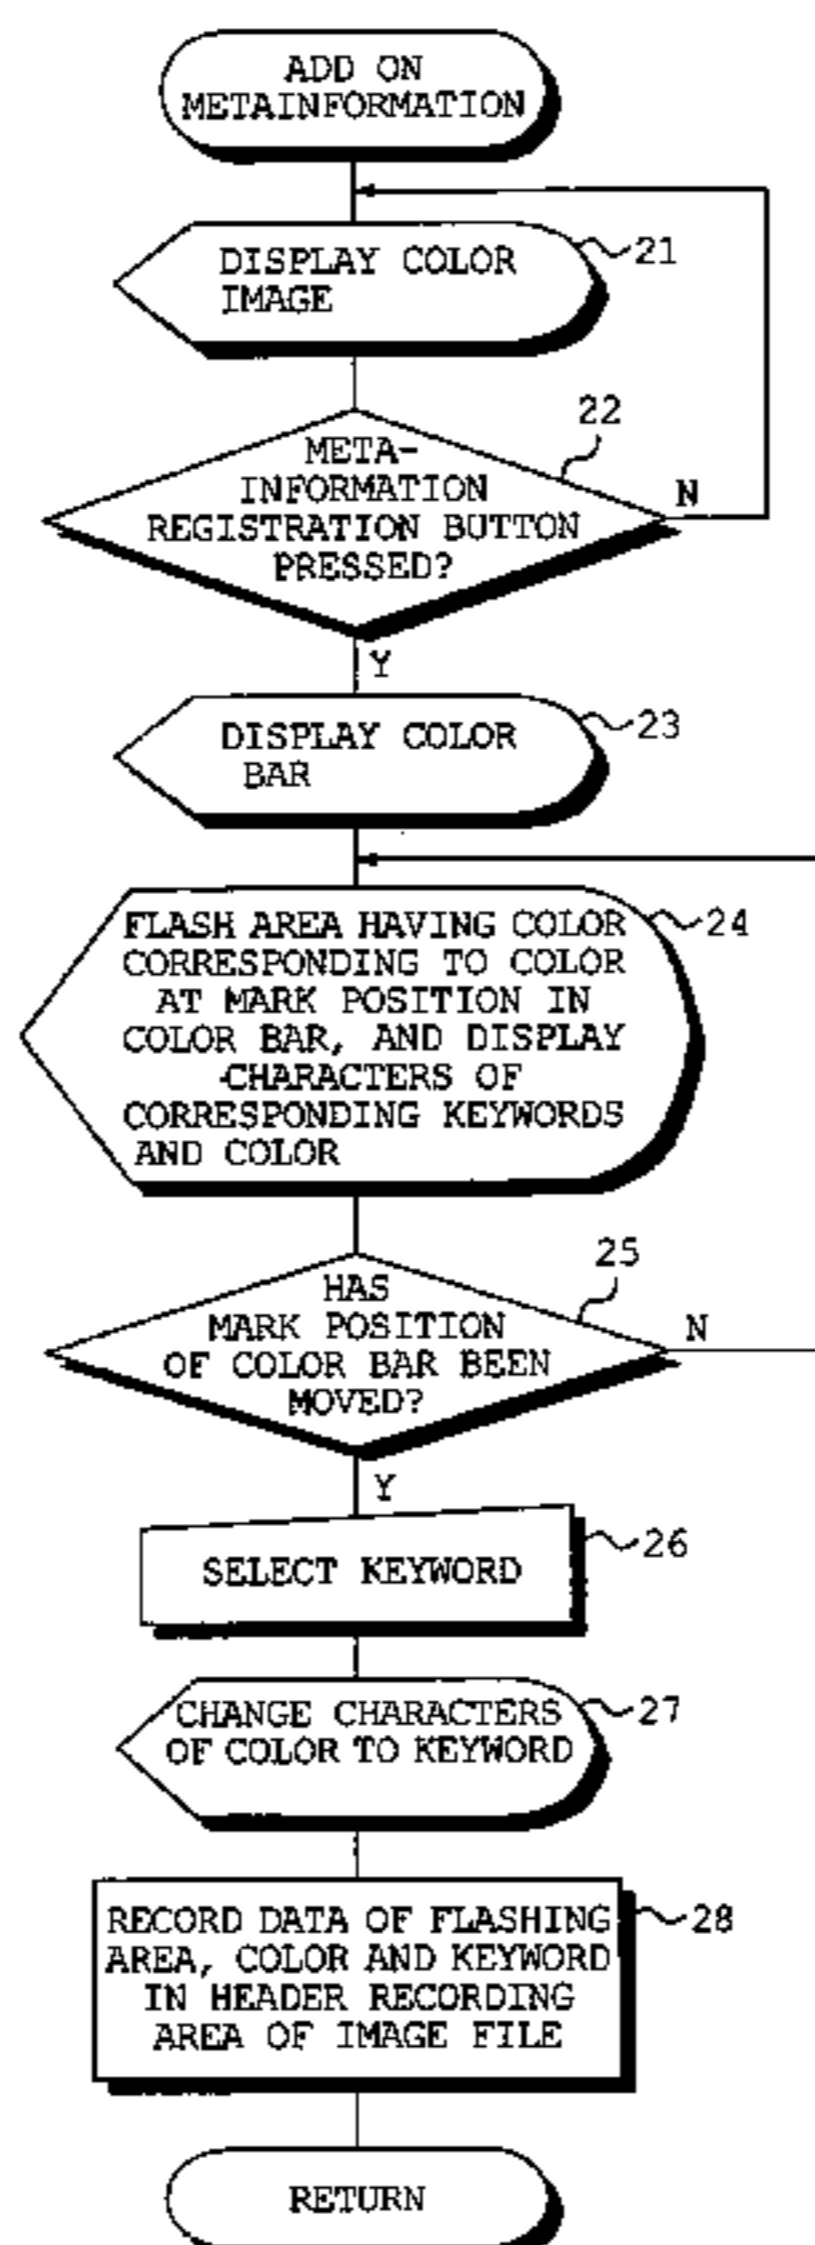 ADD ON
METAINFORMATION
DISPLAY COLOR
IMAGE
21
META-
INFORMATION
REGISTRATION BUTTON
PRESSED?
22
N
Y
DISPLAY COLOR
BAR
23
FLASH AREA HAVING COLOR
CORRESPONDING TO COLOR
AT MARK POSITION IN
COLOR BAR, AND DISPLAY
CHARACTERS OF
CORRESPONDING KEYWORDS
AND COLOR
24
HAS
MARK POSITION
OF COLOR BAR BEEN
MOVED?
25
N
Y
SELECT KEYWORD
26
CHANGE CHARACTERS
OF COLOR TO KEYWORD
27
RECORD DATA OF FLASHING
AREA, COLOR AND KEYWORD
IN HEADER RECORDING
AREA OF IMAGE FILE
28
RETURN